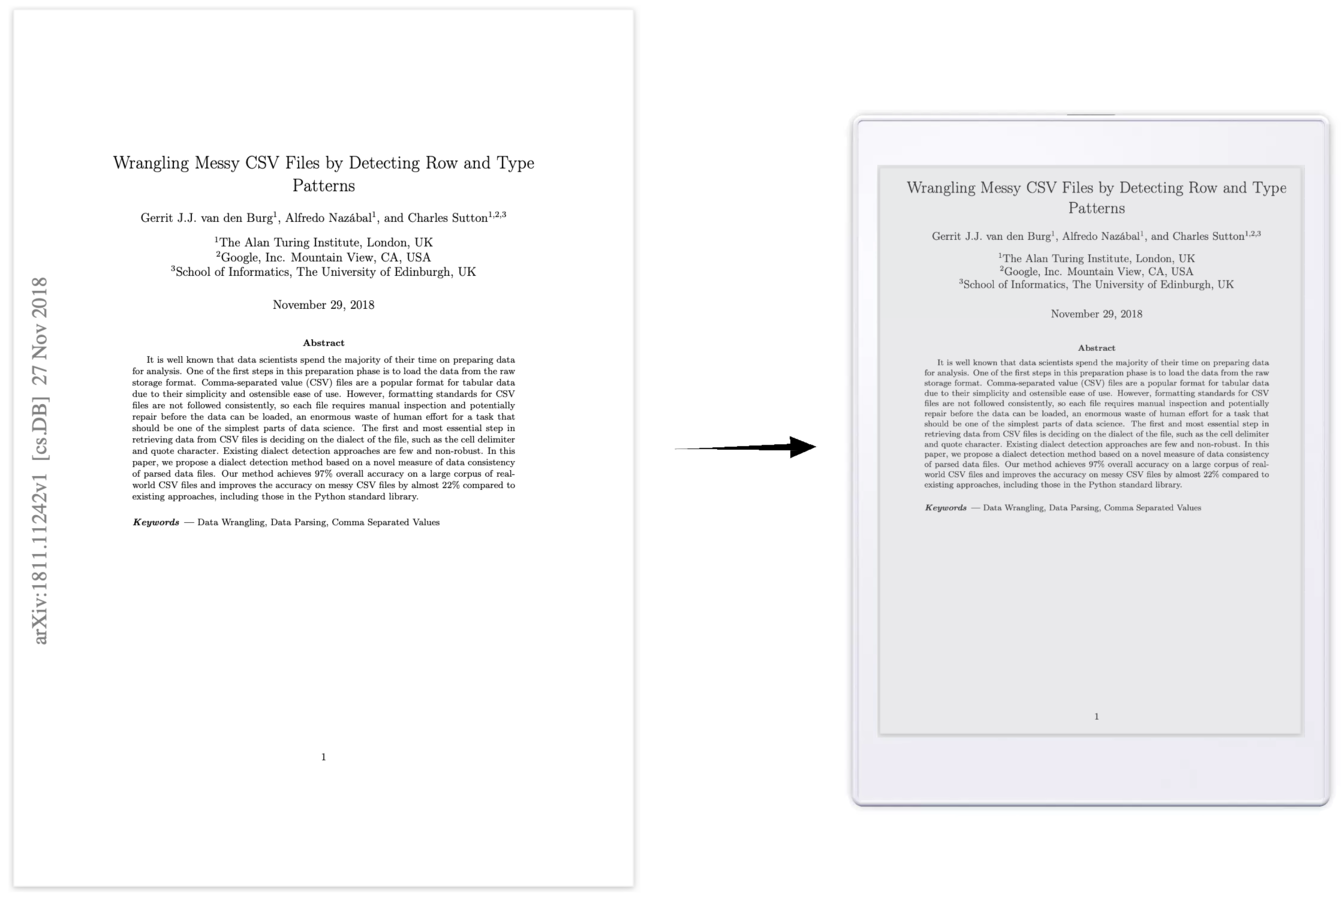 Wrangling Messy CSV Files by Detecting Row and Type
Patterns
Gerrit J.J. van den Burg¹, Alfredo Nazábal¹, and Charles Sutton¹,²,³
¹The Alan Turing Institute, London, UK
²Google, Inc. Mountain View, CA, USA
³School of Informatics, The University of Edinburgh, UK
November 29, 2018
Abstract
It is well known that data scientists spend the majority of their time on preparing data
for analysis. One of the first steps in this preparation phase is to load the data from the raw
storage format. Comma-separated value (CSV) files are a popular format for tabular data
due to their simplicity and ostensible ease of use. However, formatting standards for CSV
files are not followed consistently, so each file requires manual inspection and potentially
repair before the data can be loaded, an enormous waste of human effort for a task that
should be one of the simplest parts of data science. The first and most essential step in
retrieving data from CSV files is deciding on the dialect of the file, such as the cell delimiter
and quote character. Existing dialect detection approaches are few and non-robust. In this
paper, we propose a dialect detection method based on a novel measure of data consistency
of parsed data files. Our method achieves 97% overall accuracy on a large corpus of real-
world CSV files and improves the accuracy on messy CSV files by almost 22% compared to
existing approaches, including those in the Python standard library.
Keywords — Data Wrangling, Data Parsing, Comma Separated Values
1
arXiv:1811.11242v1 [cs.DB] 27 Nov 2018
Wrangling Messy CSV Files by Detecting Row and Type
Patterns
Gerrit J.J. van den Burg¹, Alfredo Nazábal¹, and Charles Sutton¹,²,³
¹The Alan Turing Institute, London, UK
²Google, Inc. Mountain View, CA, USA
³School of Informatics, The University of Edinburgh, UK
November 29, 2018
Abstract
It is well known that data scientists spend the majority of their time on preparing data
for analysis. One of the first steps in this preparation phase is to load the data from the raw
storage format. Comma-separated value (CSV) files are a popular format for tabular data
due to their simplicity and ostensible ease of use. However, formatting standards for CSV
files are not followed consistently, so each file requires manual inspection and potentially
repair before the data can be loaded, an enormous waste of human effort for a task that
should be one of the simplest parts of data science. The first and most essential step in
retrieving data from CSV files is deciding on the dialect of the file, such as the cell delimiter
and quote character. Existing dialect detection approaches are few and non-robust. In this
paper, we propose a dialect detection method based on a novel measure of data consistency
of parsed data files. Our method achieves 97% overall accuracy on a large corpus of real-
world CSV files and improves the accuracy on messy CSV files by almost 22% compared to
existing approaches, including those in the Python standard library.
Keywords — Data Wrangling, Data Parsing, Comma Separated Values
1